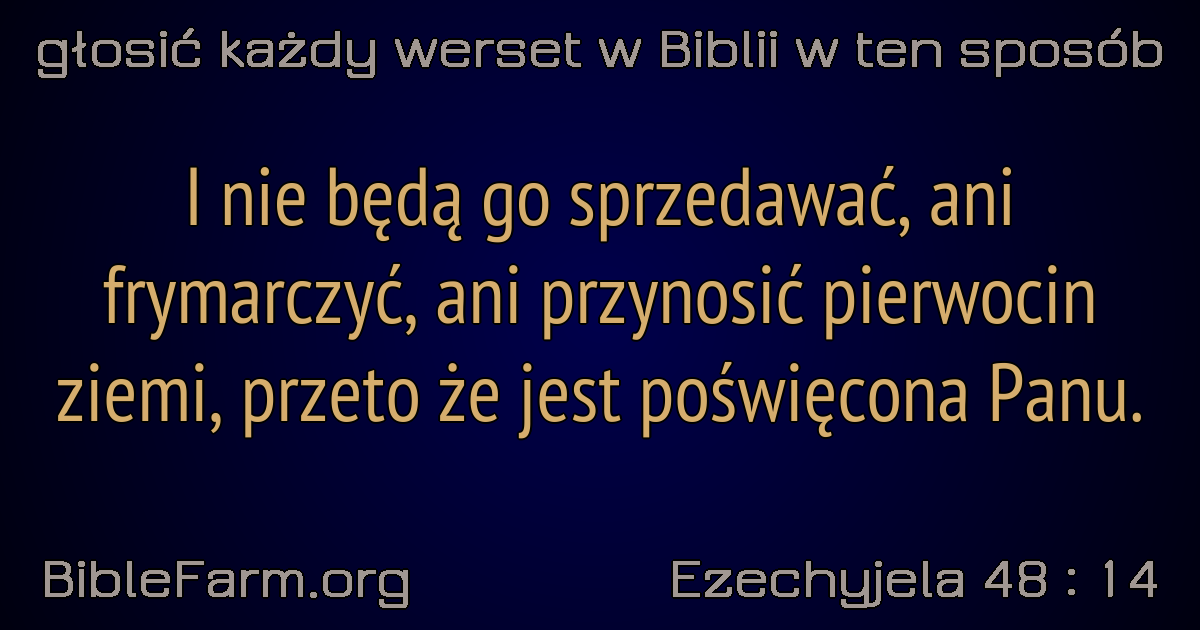 głosić każdy werset w Biblii w ten sposób
I nie będą go sprzedawać, ani
frymarczyć, ani przynosić pierwocin
ziemi, przeto że jest poświęcona Panu.
BibleFarm.org
Ezechyjela 48 : 14